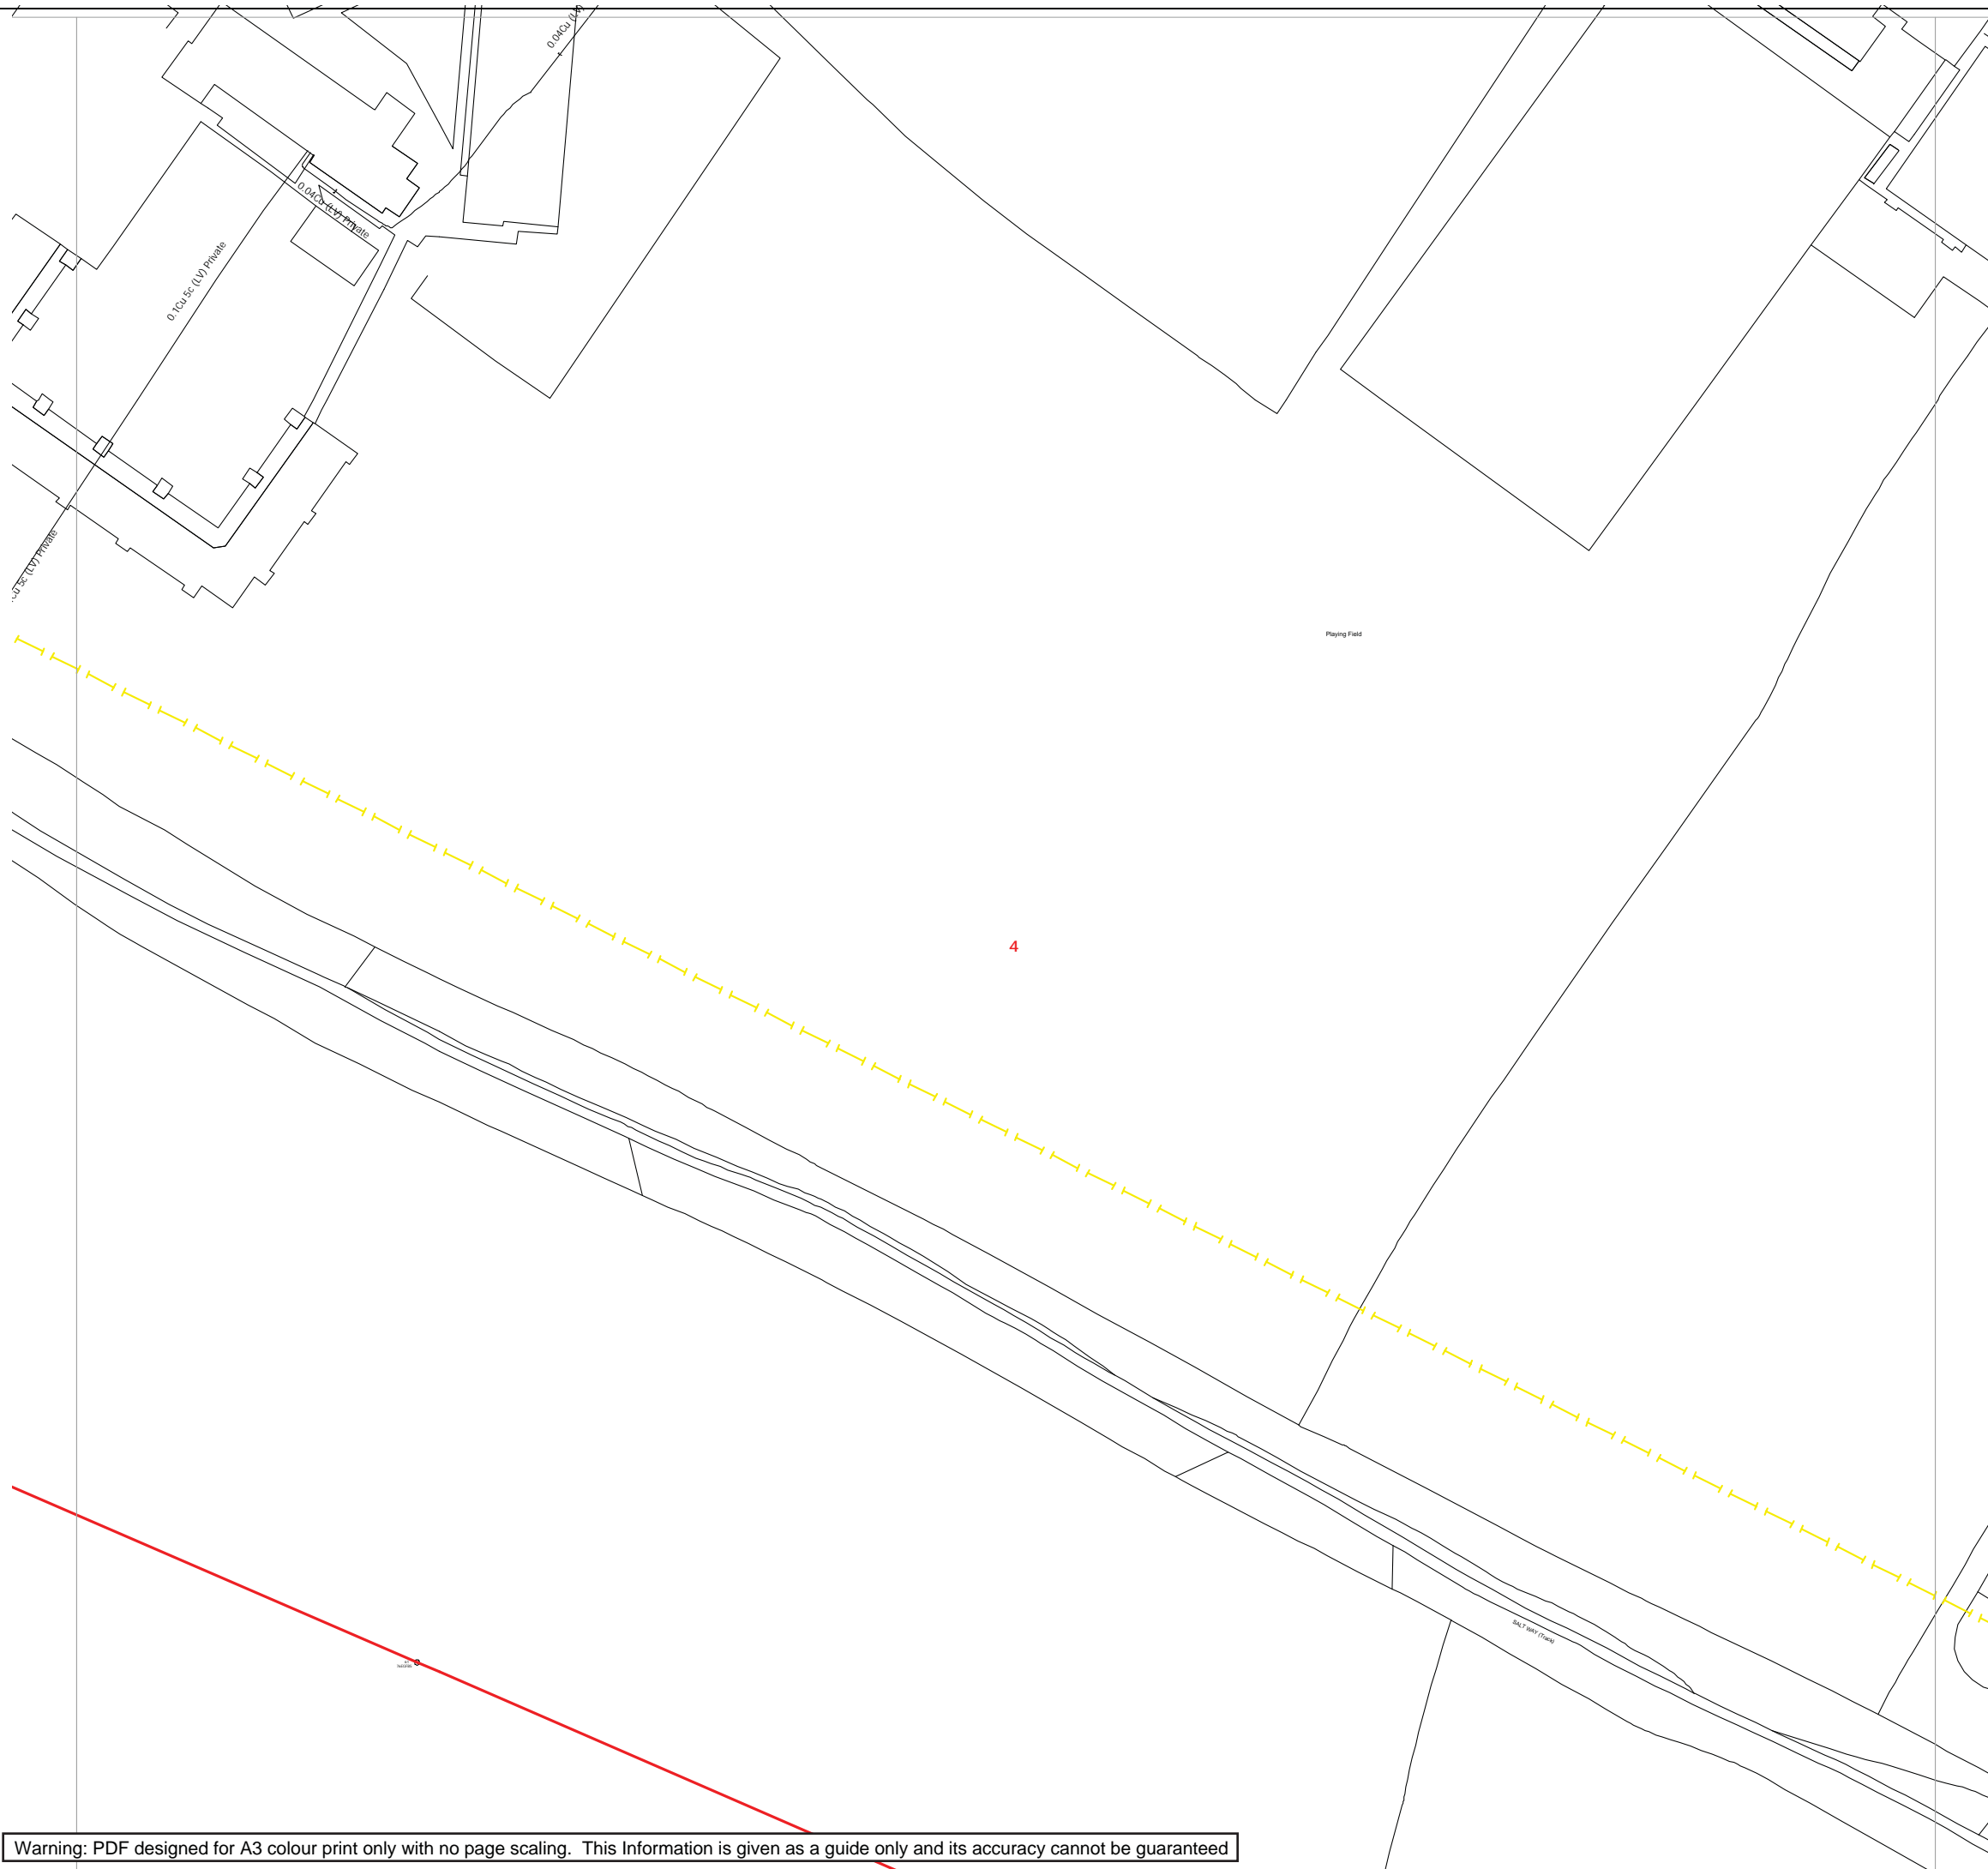 0.04Cu (LV)
0.04Cu (LV) Private
0.1Cu 5c (LV) Private
Cu 5c (LV) Private
Playing Field
4
SALT WAY (Track)
Warning: PDF designed for A3 colour print only with no page scaling. This Information is given as a guide only and its accuracy cannot be guaranteed